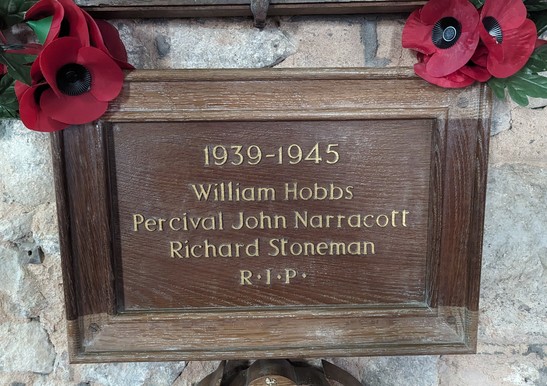 1939-1945
William Hobbs
Percival John Narracott
Richard Stoneman
R·I·P·